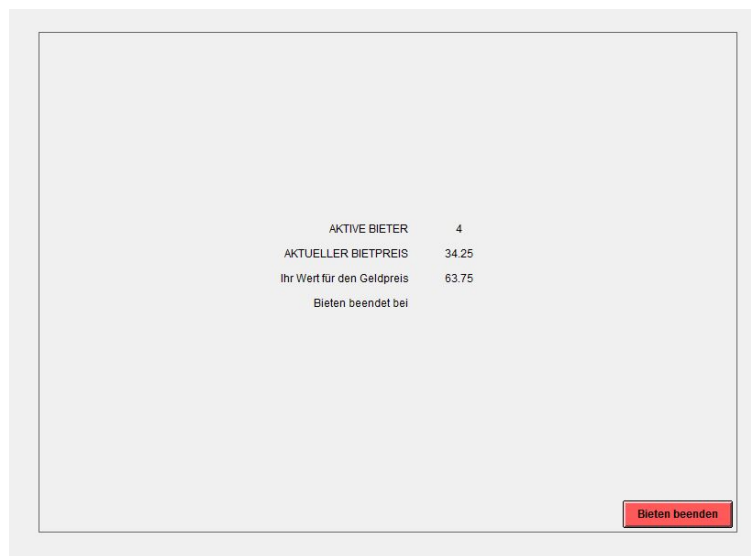 AKTIVE BIETER 4
AKTUELLER BIETPREIS 34.25
Ihr Wert für den Geldpreis 63.75
Bieten beendet bei
Bieten beenden